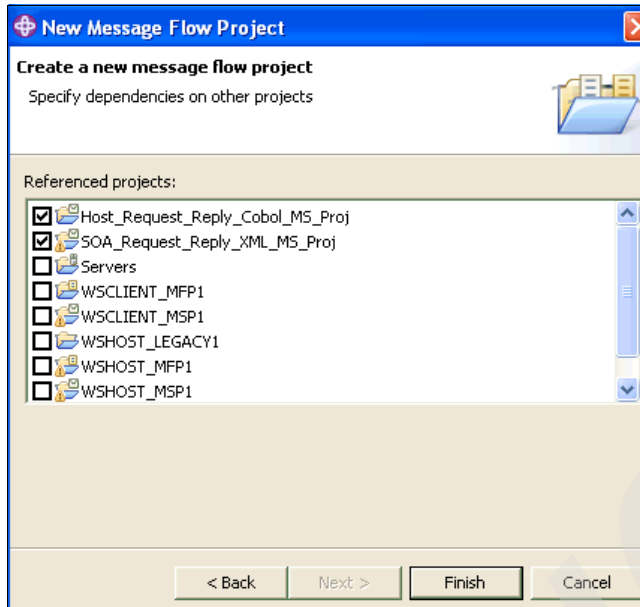 New Message Flow Project
Create a new message flow project
Specify dependencies on other projects
Referenced projects:
Host_Request_Reply_Cobol_MS_Proj
SOA_Request_Reply_XML_MS_Proj
Servers
WSCLIENT_MFP1
WSCLIENT_MSP1
WSHOST_LEGACY1
WSHOST_MFP1
WSHOST_MSP1
< Back Next > Finish Cancel